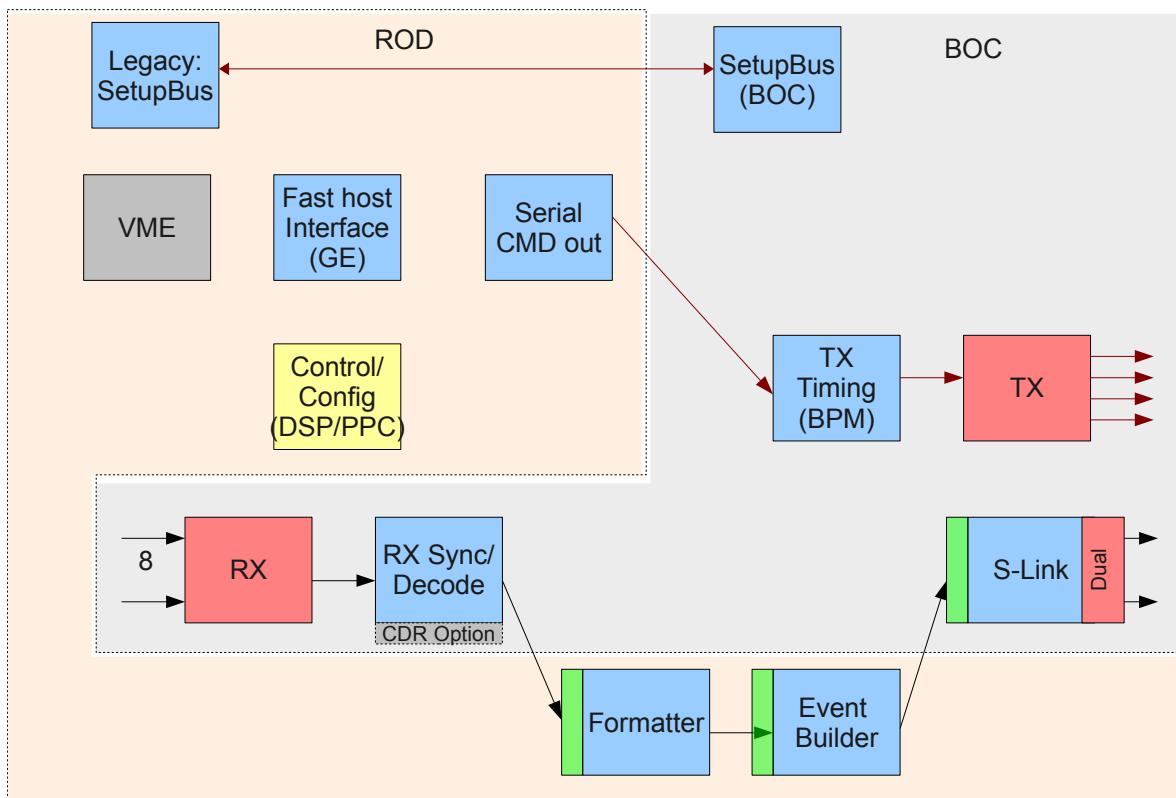 ROD
BOC
Legacy:
SetupBus
SetupBus
(BOC)
VME
Fast host
Interface
(GE)
Serial
CMD out
Control/
Config
(DSP/PPC)
TX
Timing
(BPM)
TX
8
RX
RX Sync/
Decode
CDR Option
S-Link
Dual
Formatter
Event
Builder